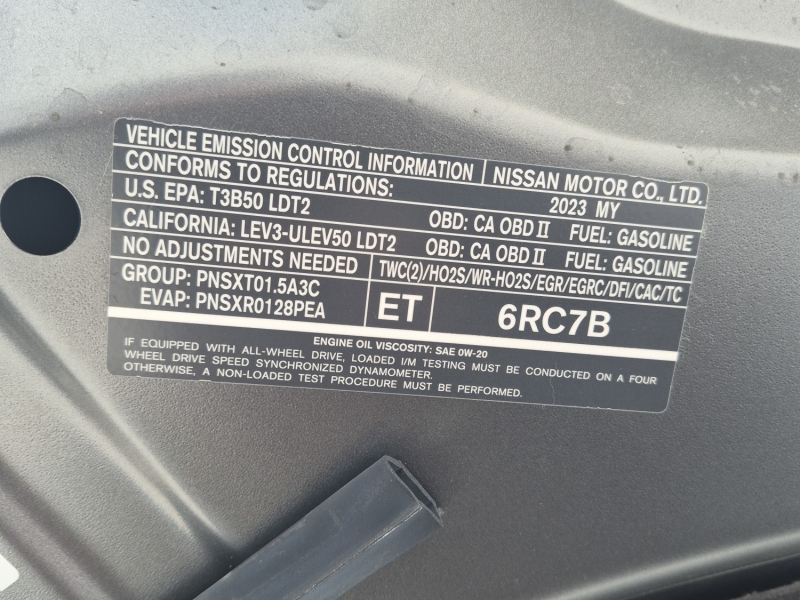 VEHICLE EMISSION CONTROL INFORMATION NISSAN MOTOR CO., LTD.
CONFORMS TO REGULATIONS: 2023 MY
U.S. EPA: T3B50 LDT2 OBD: CA OBD II FUEL: GASOLINE
CALIFORNIA: LEV3-ULEV50 LDT2 OBD: CA OBD II FUEL: GASOLINE
NO ADJUSTMENTS NEEDED TWC(2)/HO2S/WR-HO2S/EGR/EGRC/DFI/CAC/TC
GROUP: PNSXT01.5A3C
EVAP: PNSXR0128PEA ET 6RC7B
ENGINE OIL VISCOSITY: SAE 0W-20
IF EQUIPPED WITH ALL-WHEEL DRIVE, LOADED I/M TESTING MUST BE CONDUCTED ON A FOUR
WHEEL DRIVE SPEED SYNCHRONIZED DYNAMOMETER.
OTHERWISE, A NON-LOADED TEST PROCEDURE MUST BE PERFORMED.